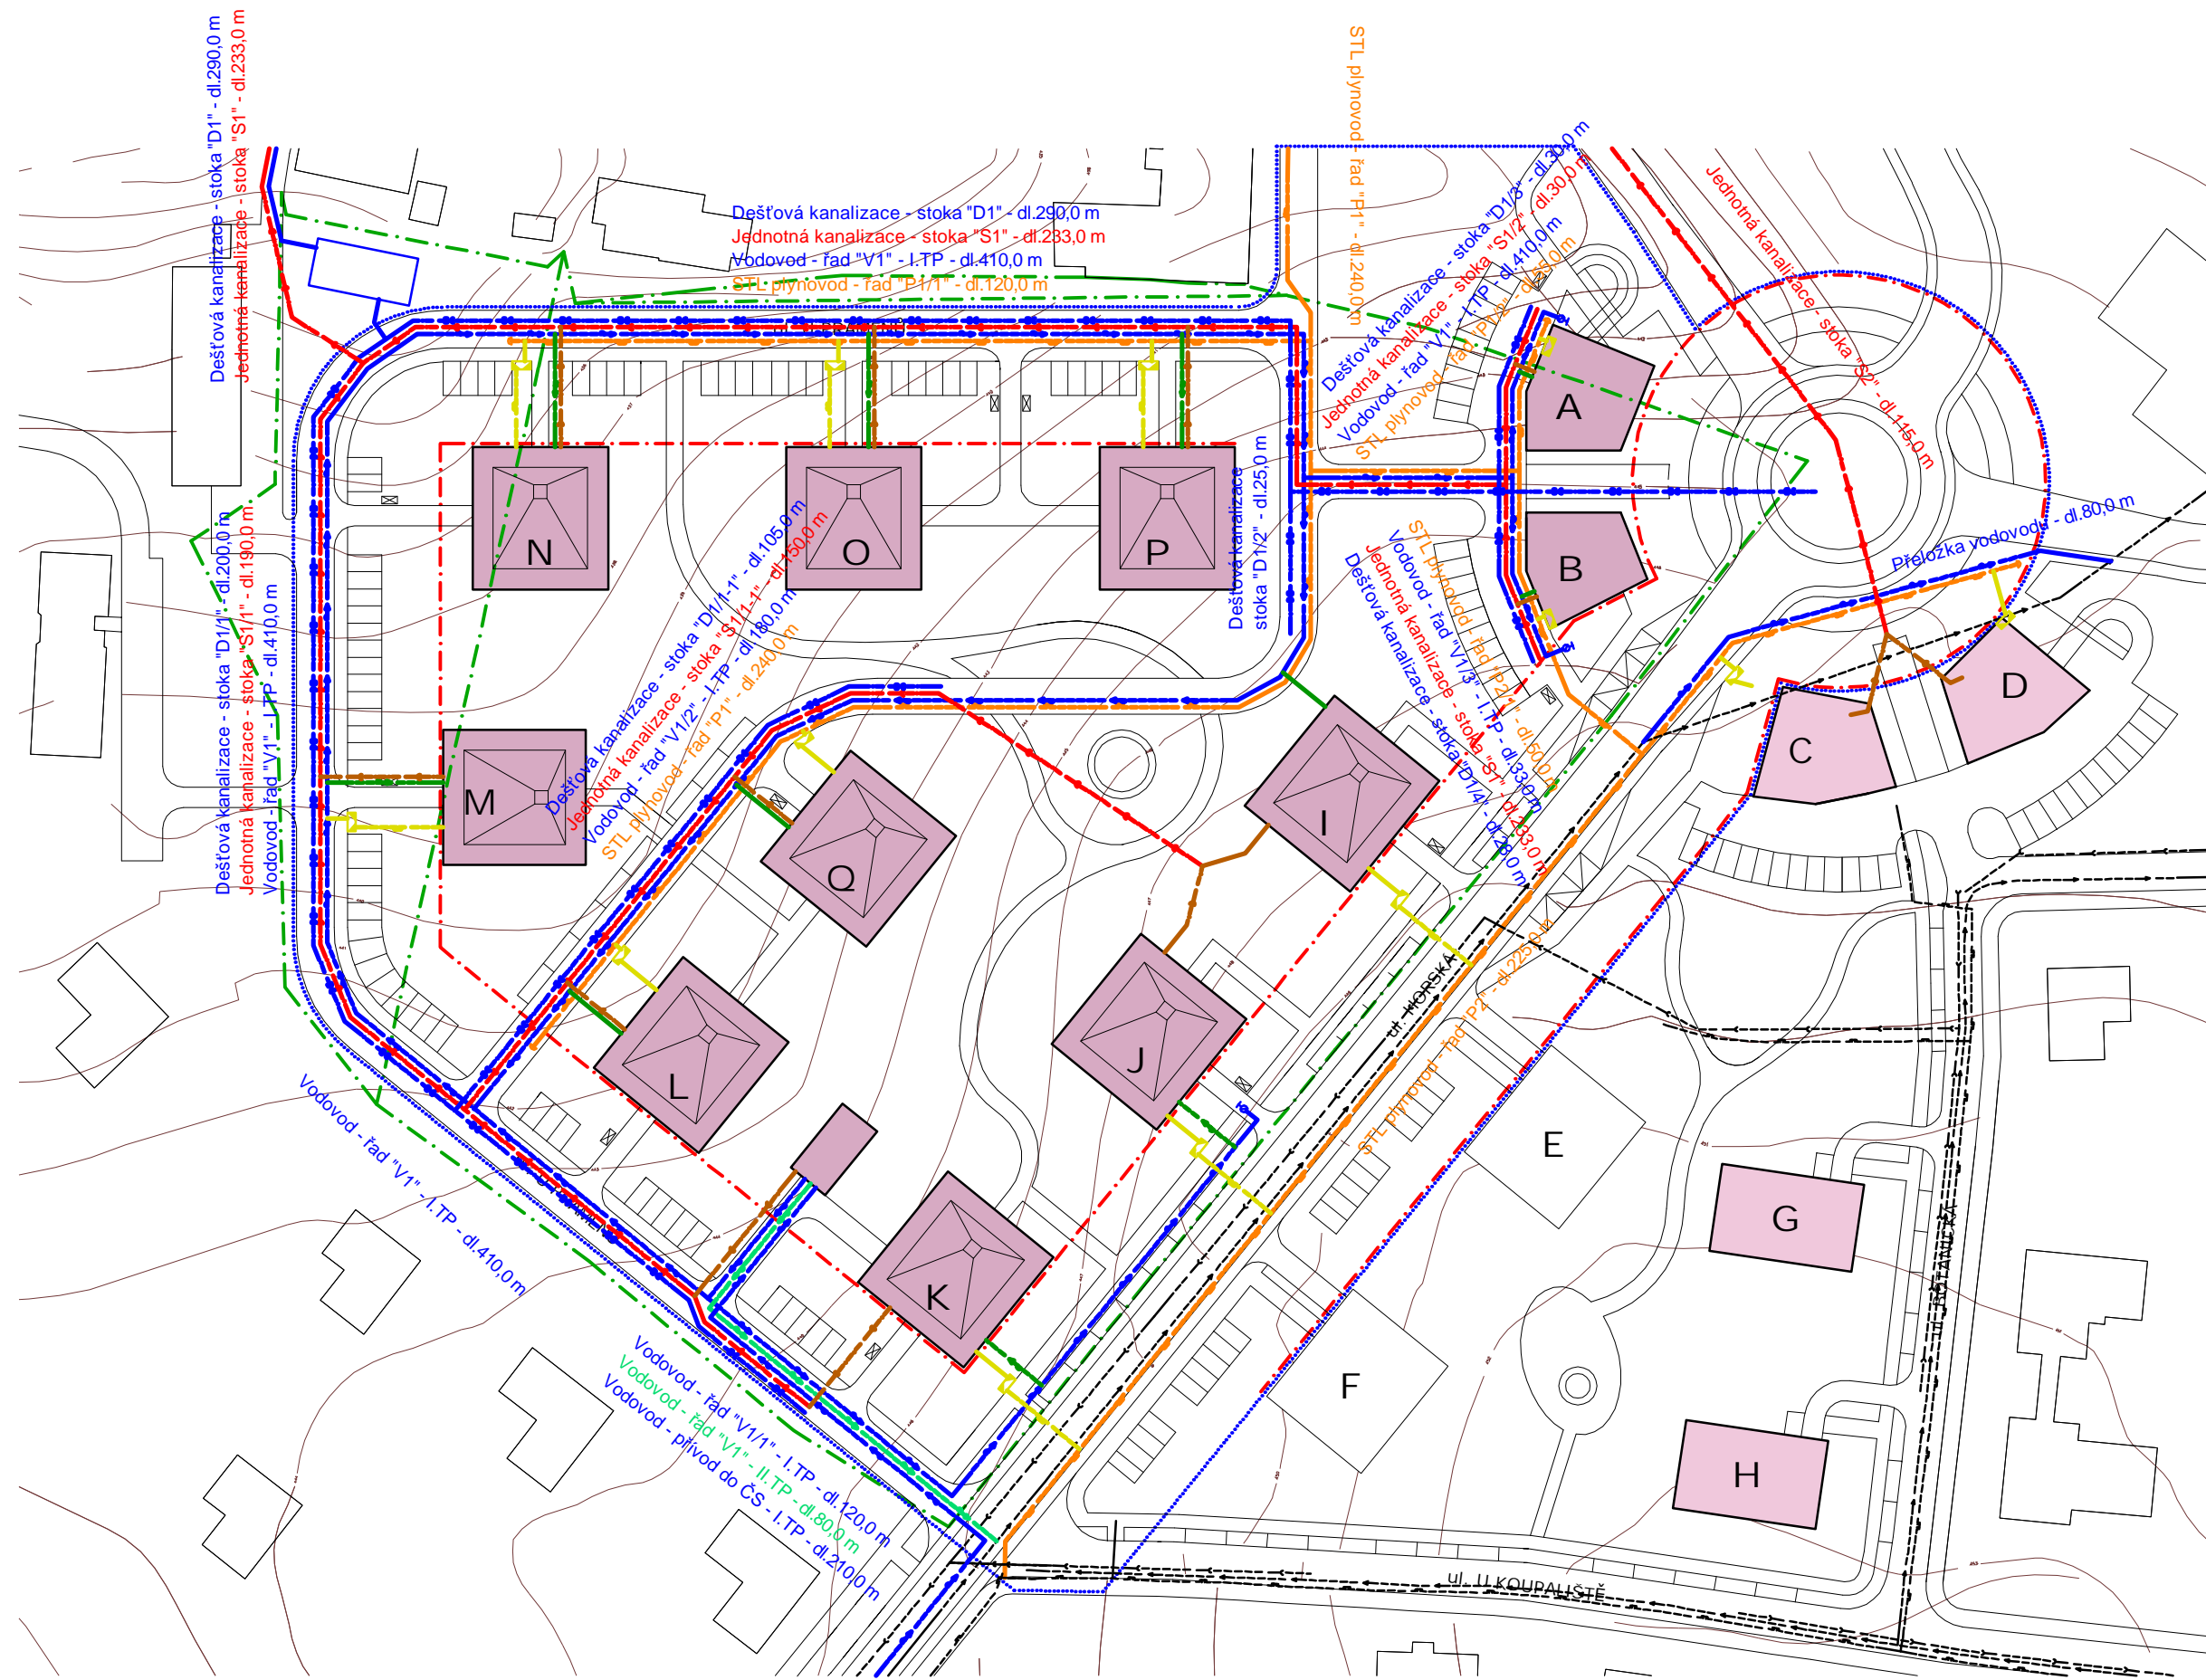 Dešťová kanalizace - stoka "D1" - dl.290,0 m
Jednotná kanalizace - stoka "S1" - dl.233,0 m
Dešťová kanalizace - stoka "D1" - dl.290,0 m
Jednotná kanalizace - stoka "S1" - dl.233,0 m
Vodovod - řad "V1" - I.TP - dl.410,0 m
STL plynovod - řad "P1/1" - dl.120,0 m
STL plynovod - řad "P1" - dl.240,0 m
Dešťová kanalizace - stoka "D1/3" - dl.30,0 m
Jednotná kanalizace - stoka "S1/2" - dl.30,0 m
Vodovod - řad "V1" - I.TP - dl.410,0 m
STL plynovod - řad
Jednotná kanalizace - stoka "S2" - dl.115,0 m
A
B
Dešťová kanalizace
stoka "D1/2" - dl.25,0 m
N
O
P
Přeložka vodovodu - dl.80,0 m
STL plynovod - řad "P2/1" - dl.50,0 m
Vodovod - řad "V1/3" - I.TP - dl.33,0 m
Jednotná kanalizace - stoka "S1" - dl.233,0 m
Dešťová kanalizace - stoka "D1/4" - dl.28,0 m
Dešťová kanalizace - stoka "D1/1" - dl.200,0 m
Jednotná kanalizace - stoka "S1/1" - dl.190,0 m
Vodovod - řad "V1" - I.TP - dl.410,0 m
Dešťová kanalizace - stoka "D1/1-1" - dl.105,0 m
Jednotná kanalizace - stoka "S1/1-1" - dl.150,0 m
Vodovod - řad "V1/2" - I.TP - dl.180,0 m
STL plynovod - řad "P1" - dl.240,0 m
D
C
M
I
Q
L
J
K
ul. HORSKÁ
STL plynovod - řad "P2" - dl.225,0 m
E
F
G
H
ul. BOTANICKÁ
Vodovod - řad "V1" - I.TP - dl.410,0 m
Vodovod - řad "V1/1" - I.TP - dl.120,0 m
Vodovod - řad "V1" - II.TP - dl.80,0 m
Vodovod - přívod do ČS - I.TP - dl.210,0 m
ul. U KOUPALIŠTĚ